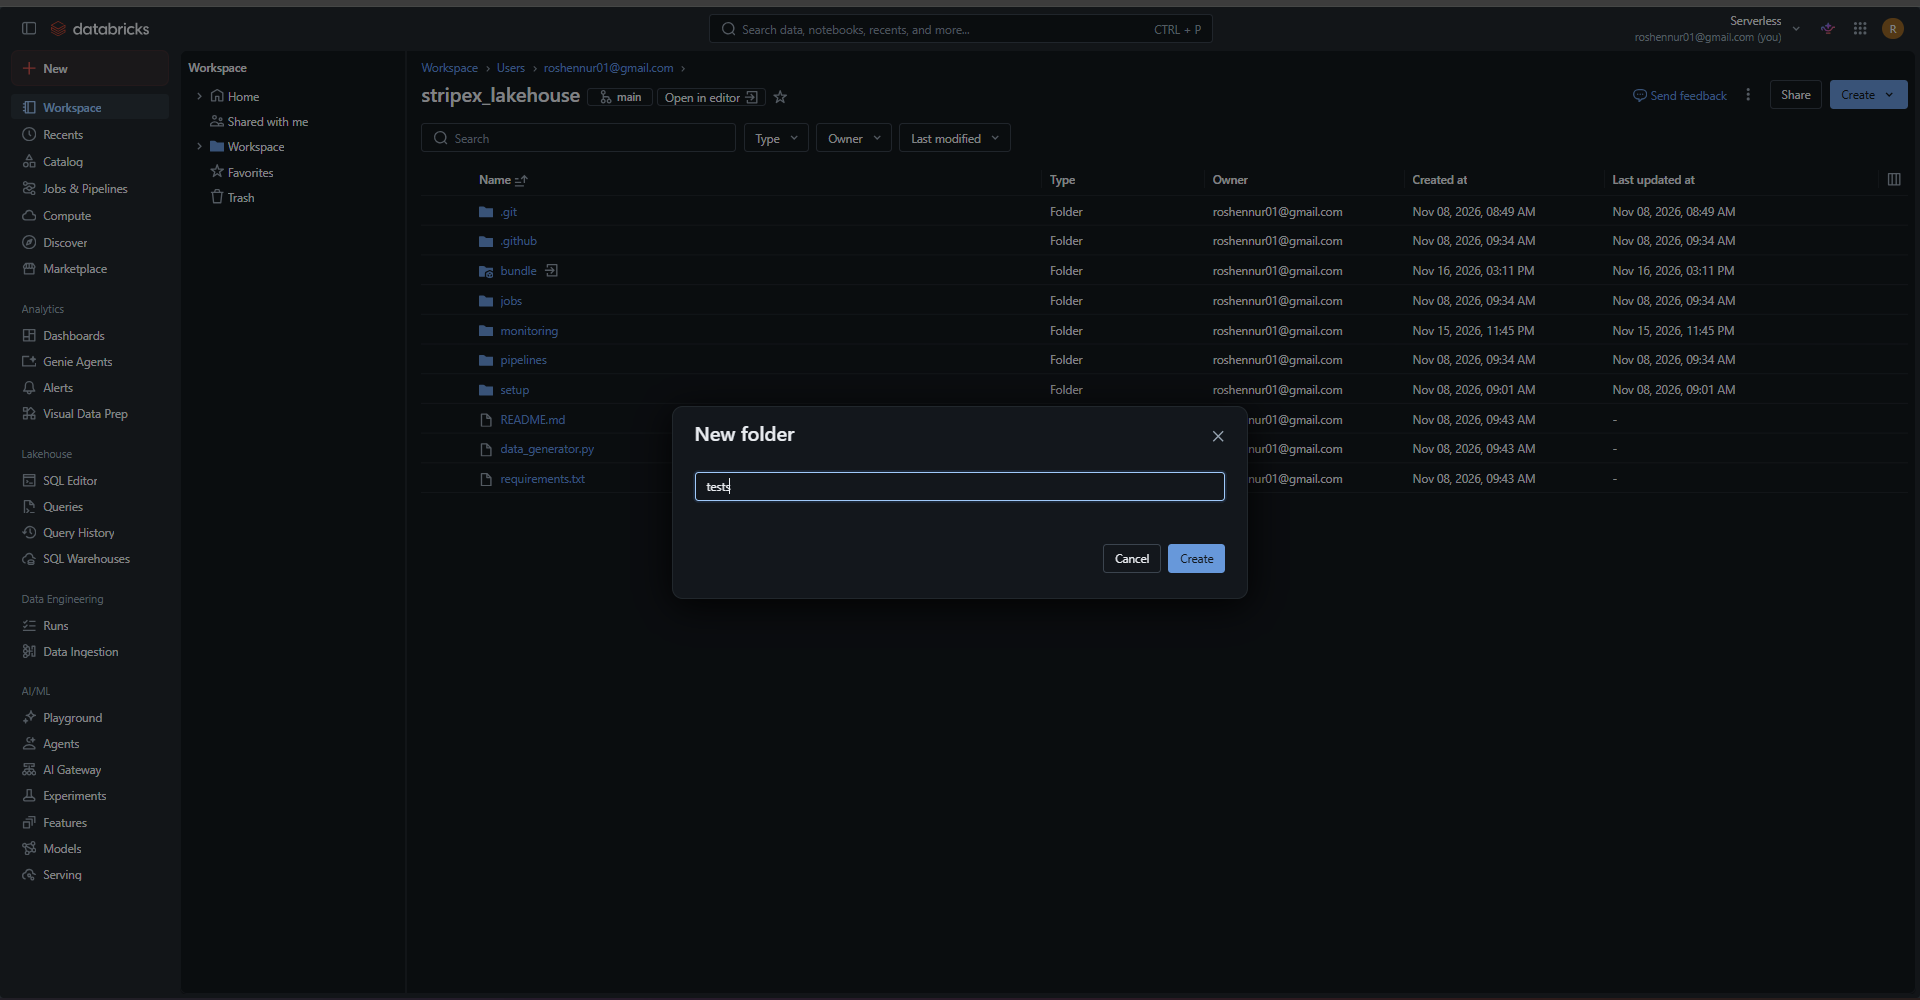 databricks
Search data, notebooks, recents, and more...
CTRL + P
Serverless
roshennur01@gmail.com (you)
R
New
Workspace
Recents
Catalog
Jobs & Pipelines
Compute
Discover
Marketplace
Analytics
Dashboards
Genie Agents
Alerts
Visual Data Prep
Lakehouse
SQL Editor
Queries
Query History
SQL Warehouses
Data Engineering
Runs
Data Ingestion
AI/ML
Playground
Agents
AI Gateway
Experiments
Features
Models
Serving
Workspace
Home
Shared with me
Workspace
Favorites
Trash
Workspace > Users > roshennur01@gmail.com >
stripex_lakehouse main Open in editor
Send feedback Share Create
Search Type Owner Last modified
Name Type Owner Created at Last updated at
.git Folder roshennur01@gmail.com Nov 08, 2026, 08:49 AM Nov 08, 2026, 08:49 AM
.github Folder roshennur01@gmail.com Nov 08, 2026, 09:34 AM Nov 08, 2026, 09:34 AM
bundle Folder roshennur01@gmail.com Nov 16, 2026, 03:11 PM Nov 16, 2026, 03:11 PM
jobs Folder roshennur01@gmail.com Nov 08, 2026, 09:34 AM Nov 08, 2026, 09:34 AM
monitoring Folder roshennur01@gmail.com Nov 15, 2026, 11:45 PM Nov 15, 2026, 11:45 PM
pipelines Folder roshennur01@gmail.com Nov 08, 2026, 09:34 AM Nov 08, 2026, 09:34 AM
setup Folder roshennur01@gmail.com Nov 08, 2026, 09:01 AM Nov 08, 2026, 09:01 AM
README.md nur01@gmail.com Nov 08, 2026, 09:43 AM -
data_generator.py nur01@gmail.com Nov 08, 2026, 09:43 AM -
requirements.txt nur01@gmail.com Nov 08, 2026, 09:43 AM -
New folder
tests
Cancel Create